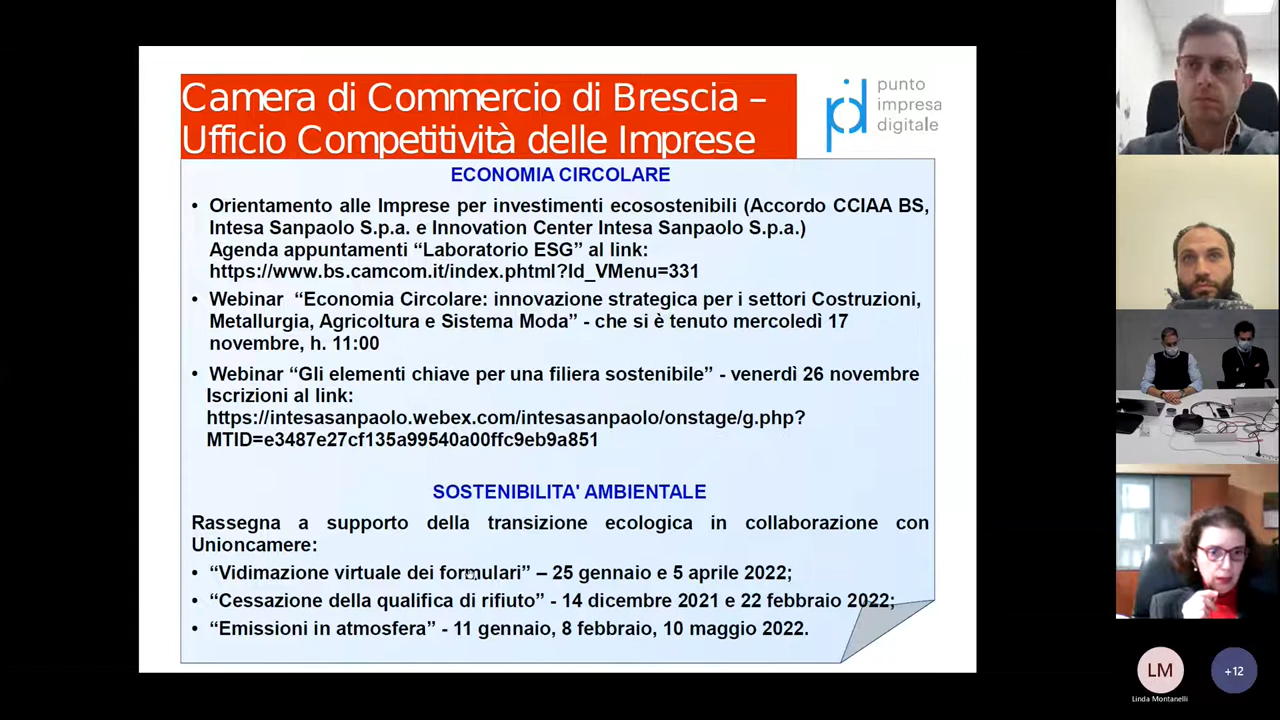 Camera di Commercio di Brescia –
Ufficio Competitività delle Imprese
punto
impresa
digitale
ECONOMIA CIRCOLARE
• Orientamento alle Imprese per investimenti ecosostenibili (Accordo CCIAA BS,
Intesa Sanpaolo S.p.a. e Innovation Center Intesa Sanpaolo S.p.a.)
Agenda appuntamenti “Laboratorio ESG” al link:
https://www.bs.camcom.it/index.phtml?Id_VMenu=331
• Webinar “Economia Circolare: innovazione strategica per i settori Costruzioni,
Metallurgia, Agricoltura e Sistema Moda” - che si è tenuto mercoledì 17
novembre, h. 11:00
• Webinar “Gli elementi chiave per una filiera sostenibile” - venerdì 26 novembre
Iscrizioni al link:
https://intesasanpaolo.webex.com/intesasanpaolo/onstage/g.php?
MTID=e3487e27cf135a99540a00ffc9eb9a851
SOSTENIBILITA' AMBIENTALE
Rassegna a supporto della transizione ecologica in collaborazione con
Unioncamere:
• “Vidimazione virtuale dei formulari” – 25 gennaio e 5 aprile 2022;
• “Cessazione della qualifica di rifiuto” - 14 dicembre 2021 e 22 febbraio 2022;
• “Emissioni in atmosfera” - 11 gennaio, 8 febbraio, 10 maggio 2022.
LM
+12
Linda Montanelli